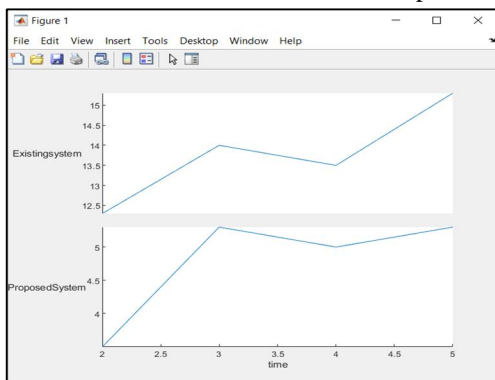 Figure 1
File Edit View Insert Tools Desktop Window Help
15
14.5
14
Existingsystem
13.5
13
12.5
5
4.5
ProposedSystem
4
2 2.5 3 3.5 4 4.5 5
time